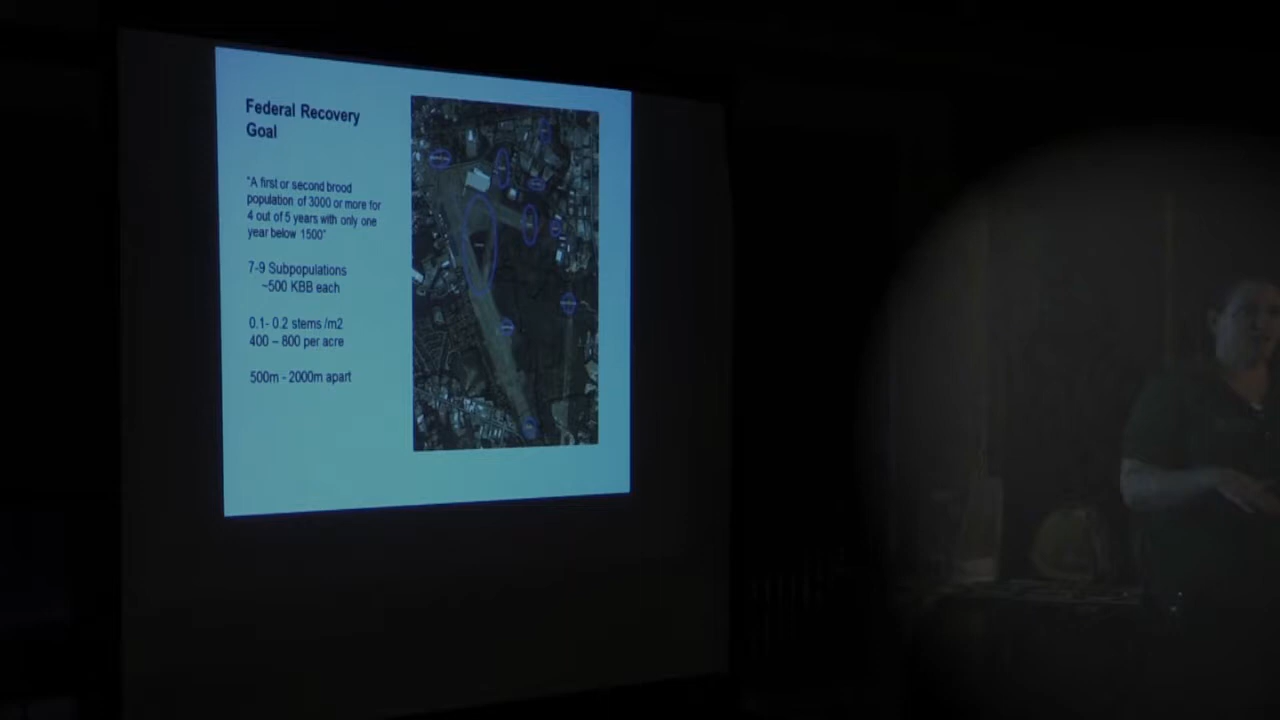 Federal Recovery
Goal
"A first or second brood
population of 3000 or more for
4 out of 5 years with only one
year below 1500"
7-9 Subpopulations
~500 KBB each
0.1- 0.2 stems /m2
400 – 800 per acre
500m - 2000m apart